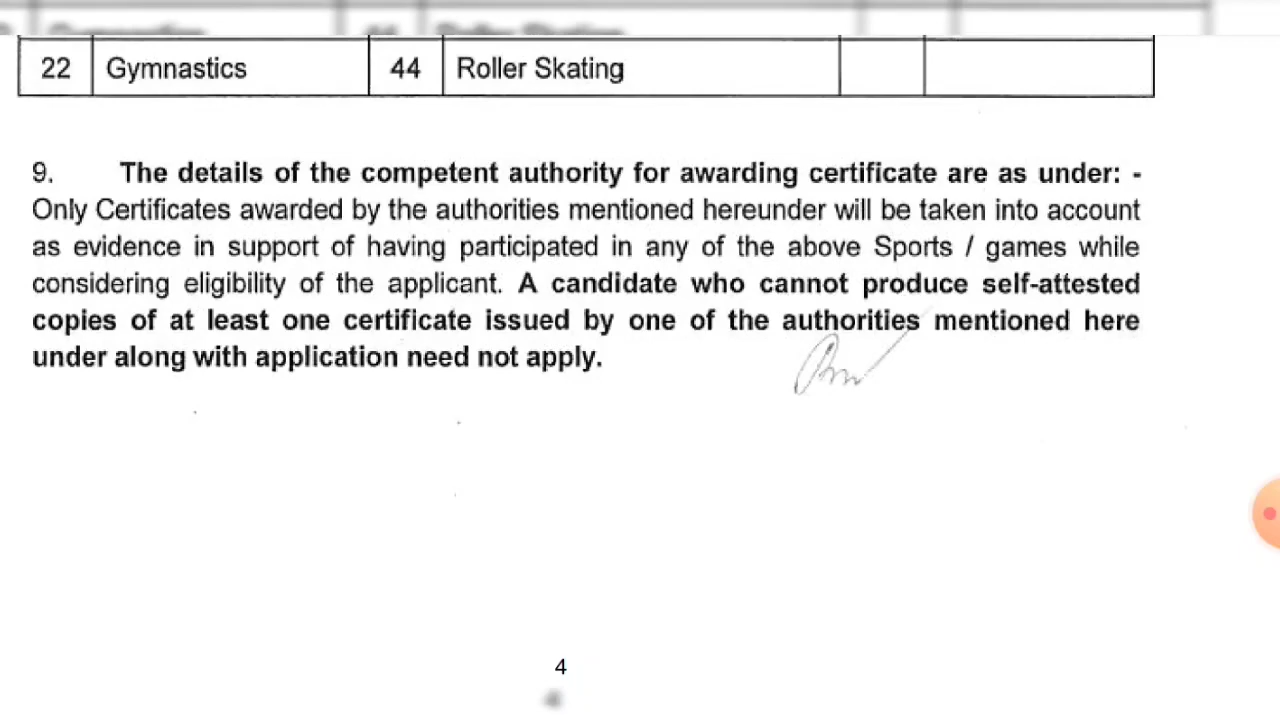 22 Gymnastics 44 Roller Skating
9. The details of the competent authority for awarding certificate are as under: -
Only Certificates awarded by the authorities mentioned hereunder will be taken into account
as evidence in support of having participated in any of the above Sports / games while
considering eligibility of the applicant. A candidate who cannot produce self-attested
copies of at least one certificate issued by one of the authorities mentioned here
under along with application need not apply.
4